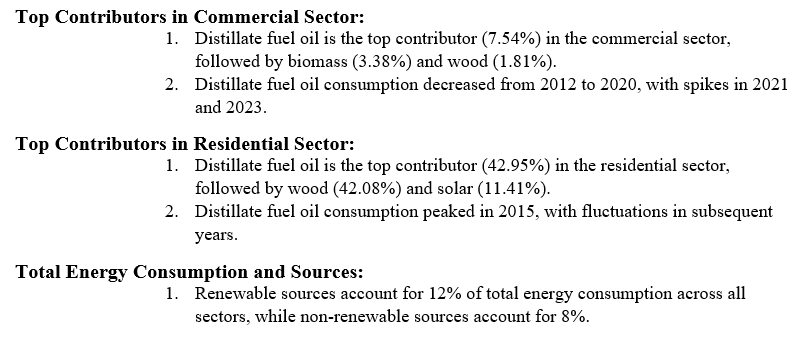 Top Contributors in Commercial Sector:
1. Distillate fuel oil is the top contributor (7.54%) in the commercial sector,
followed by biomass (3.38%) and wood (1.81%).
2. Distillate fuel oil consumption decreased from 2012 to 2020, with spikes in 2021
and 2023.
Top Contributors in Residential Sector:
1. Distillate fuel oil is the top contributor (42.95%) in the residential sector,
followed by wood (42.08%) and solar (11.41%).
2. Distillate fuel oil consumption peaked in 2015, with fluctuations in subsequent
years.
Total Energy Consumption and Sources:
1. Renewable sources account for 12% of total energy consumption across all
sectors, while non-renewable sources account for 8%.